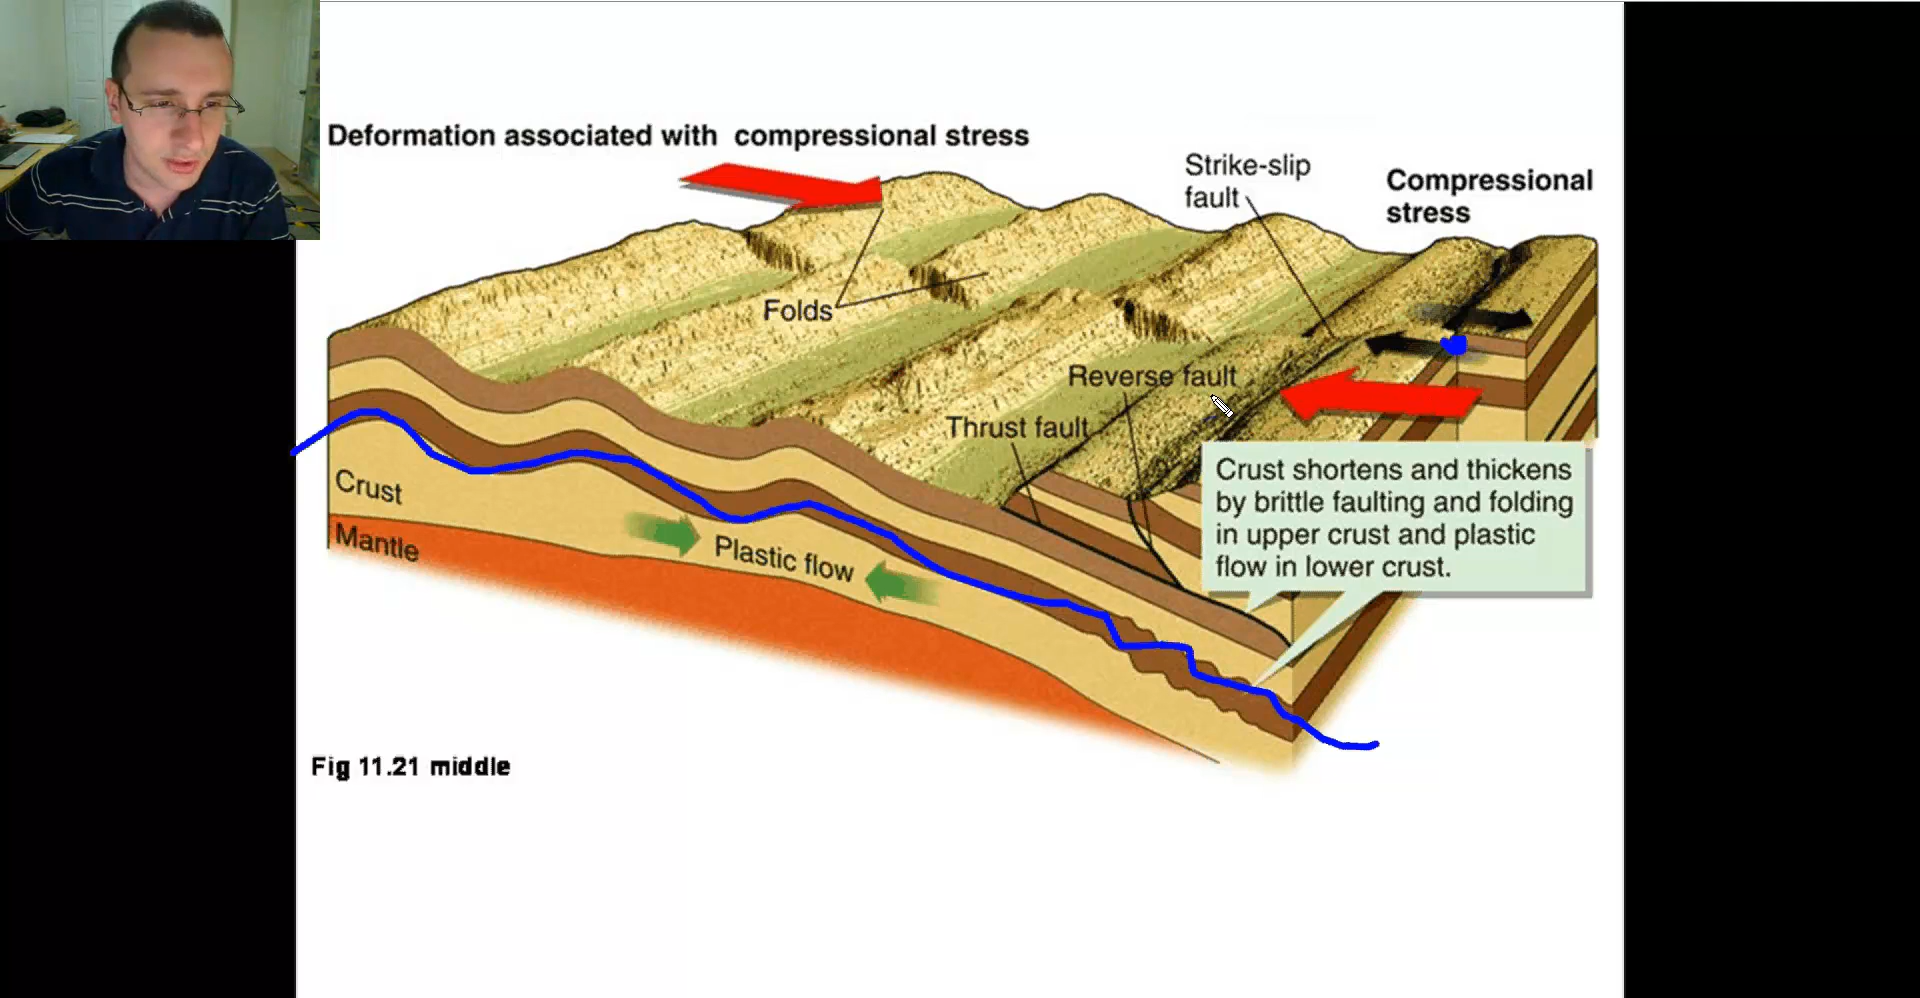 Deformation associated with compressional stress
Strike-slip
fault
Compressional
stress
Folds
Reverse fault
Thrust fault
Crust shortens and thickens
by brittle faulting and folding
in upper crust and plastic
flow in lower crust.
Crust
Mantle
Plastic flow
Fig 11.21 middle